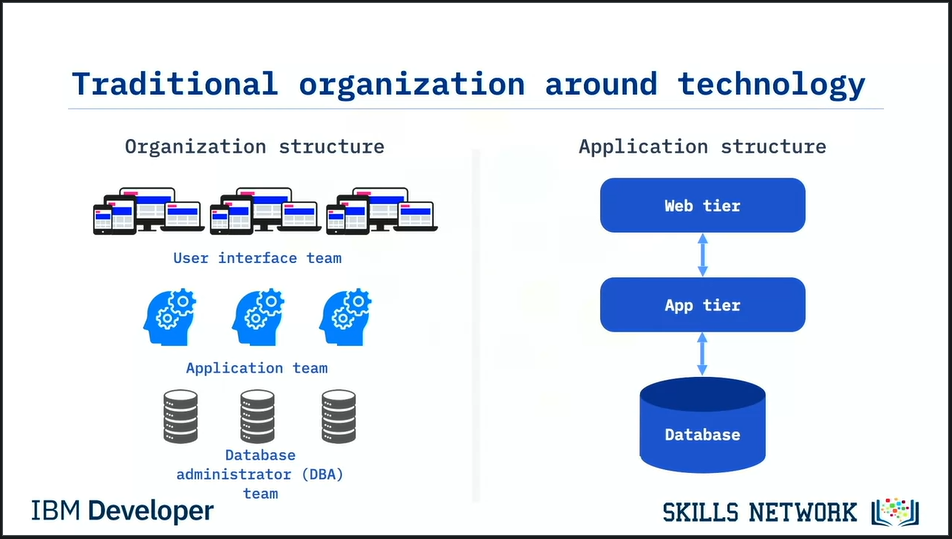 Traditional organization around technology
Organization structure
User interface team
Application team
Database
administrator (DBA)
team
Application structure
Web tier
App tier
Database
IBM Developer
SKILLS NETWORK